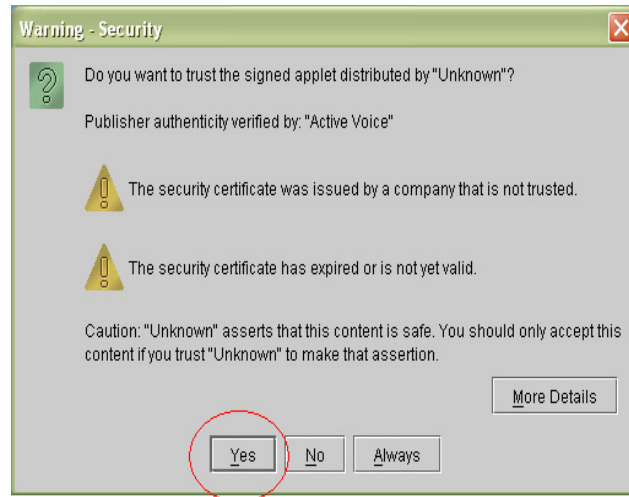 Warning - Security
Do you want to trust the signed applet distributed by "Unknown"?
Publisher authenticity verified by: "Active Voice"
The security certificate was issued by a company that is not trusted.
The security certificate has expired or is not yet valid.
Caution: "Unknown" asserts that this content is safe. You should only accept this
content if you trust "Unknown" to make that assertion.
More Details
Yes No Always